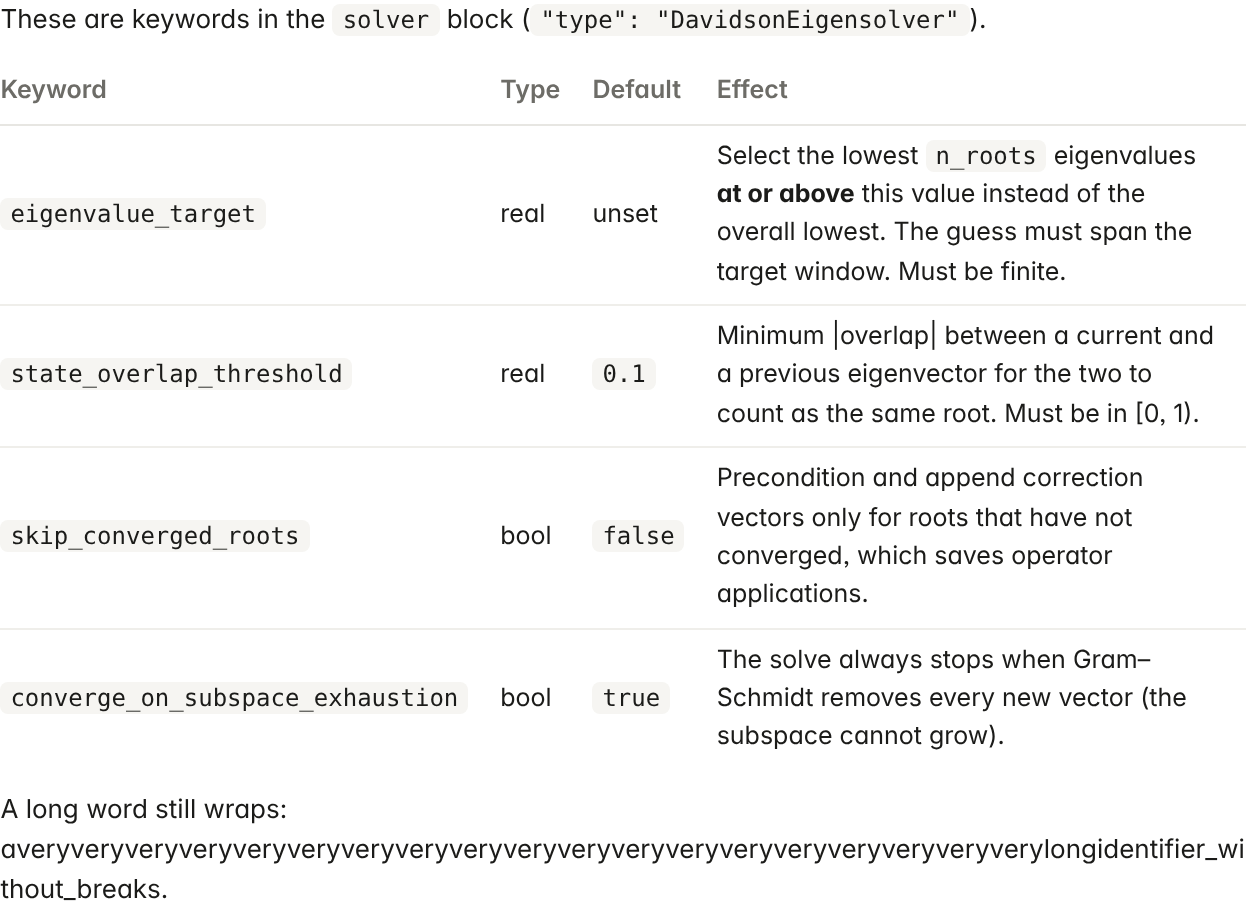 These are keywords in the solver block ("type": "DavidsonEigensolver").
Keyword Type Default Effect
eigenvalue_target real unset Select the lowest n_roots eigenvalues
at or above this value instead of the
overall lowest. The guess must span the
target window. Must be finite.
state_overlap_threshold real 0.1 Minimum |overlap| between a current and
a previous eigenvector for the two to
count as the same root. Must be in [0, 1).
skip_converged_roots bool false Precondition and append correction
vectors only for roots that have not
converged, which saves operator
applications.
converge_on_subspace_exhaustion bool true The solve always stops when Gram–
Schmidt removes every new vector (the
subspace cannot grow).
A long word still wraps:
averyveryveryveryveryveryveryveryveryveryveryveryveryveryveryveryveryveryverylongidentifier_wi
thout_breaks.